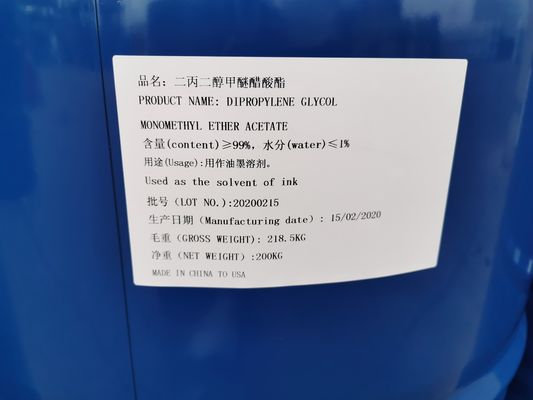 品名：二丙二醇甲醚醋酸酯
PRODUCT NAME: DIPROPYLENE GLYCOL
MONOMETHYL ETHER ACETATE
含量(content)≥99%，水分(water)≤1%
用途(Usage):用作油墨溶剂。
Used as the solvent of ink
批号（LOT NO.）:20200215
生产日期（Manufacturing date）: 15/02/2020
毛重（GROSS WEIGHT）: 218.5KG
净重（NET WEIGHT）:200KG
MADE IN CHINA TO USA